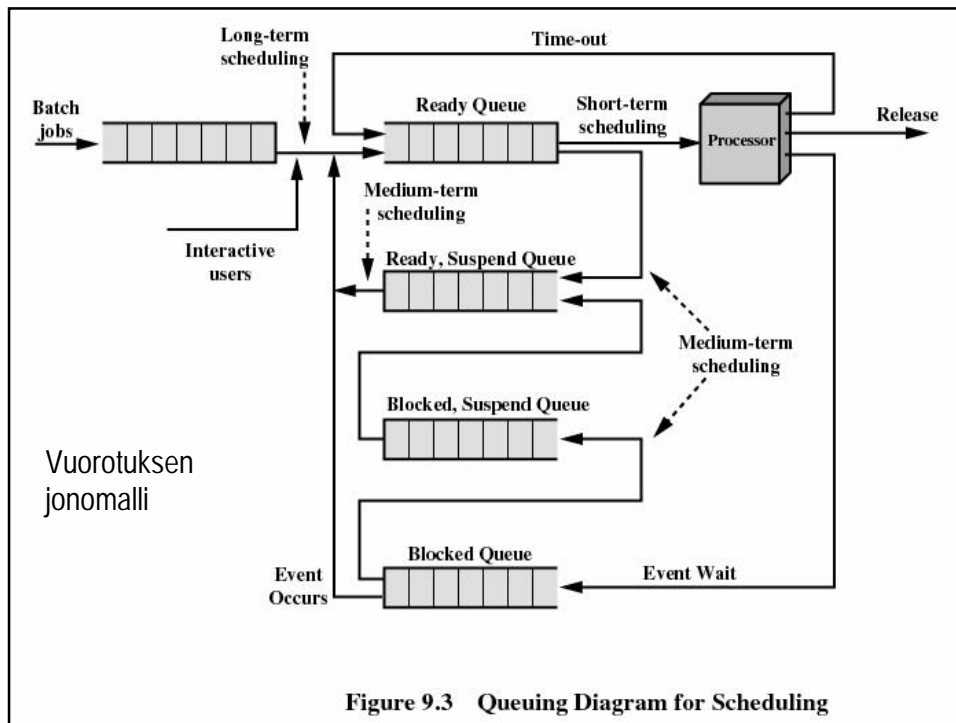 Long-term
scheduling
Time-out
Batch
jobs
Ready Queue
Short-term
scheduling
Release
Processor
Medium-term
scheduling
Interactive
users
Ready, Suspend Queue
Medium-term
scheduling
Blocked, Suspend Queue
Vuorotuksen
jonomalli
Blocked Queue
Event
Occurs
Event Wait
Figure 9.3 Queuing Diagram for Scheduling